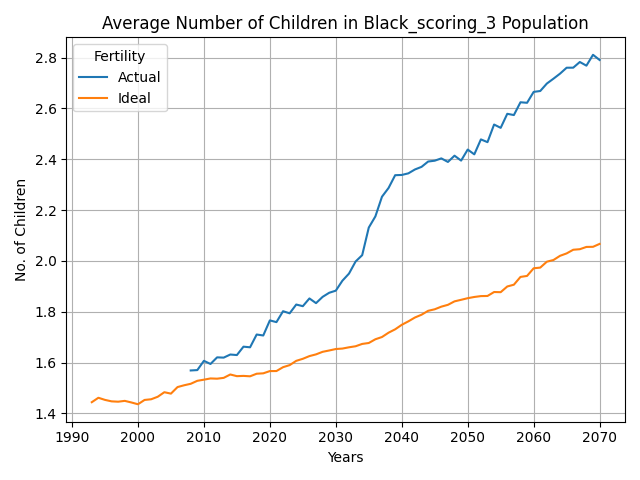 Average Number of Children in Black_scoring_3 Population
Fertility
Actual
Ideal
No. of Children
2.8
2.6
2.4
2.2
2.0
1.8
1.6
1.4
1990 2000 2010 2020 2030 2040 2050 2060 2070
Years